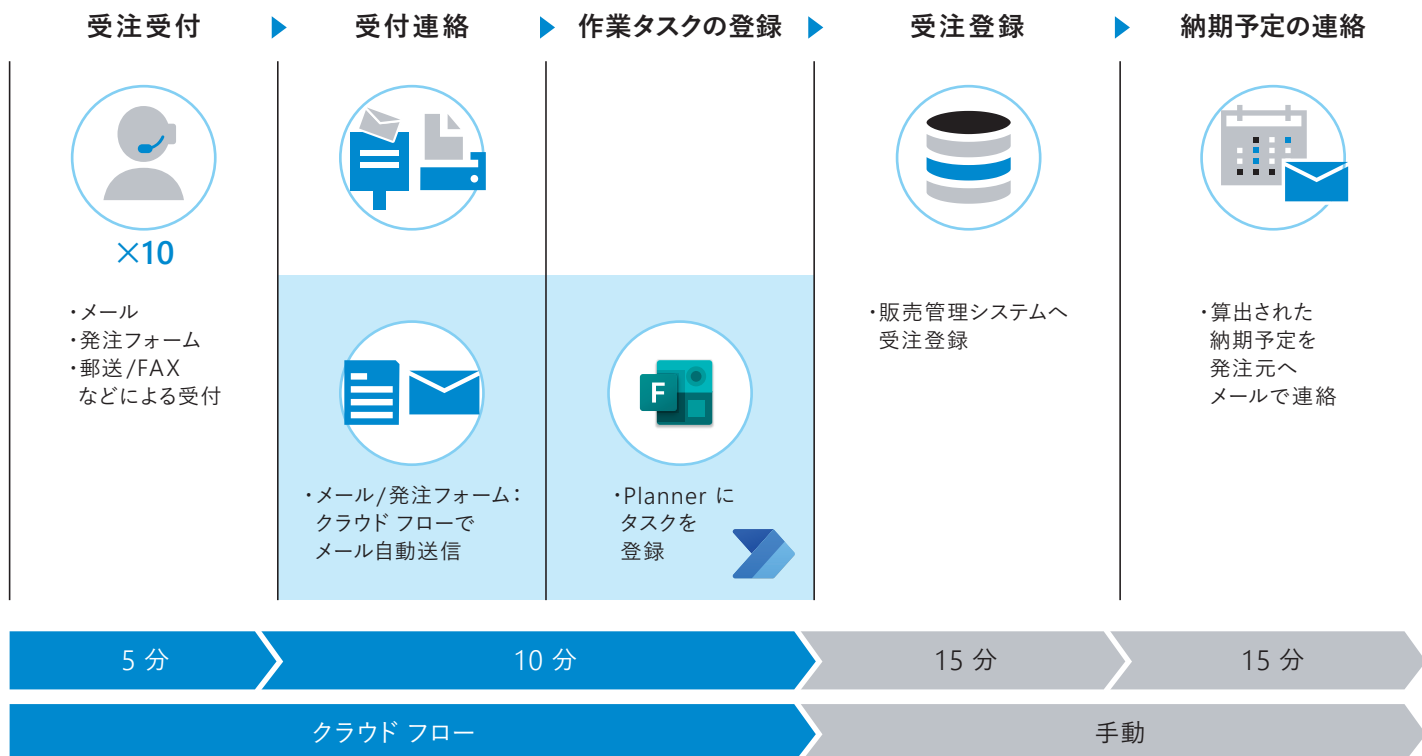 受注受付
受付連絡
作業タスクの登録
受注登録
納期予定の連絡
×10
・メール
・発注フォーム
・郵送/FAX
などによる受付
・メール/発注フォーム：
クラウド フローで
メール自動送信
F
・Planner に
タスクを
登録
・販売管理システムへ
受注登録
・算出された
納期予定を
発注元へ
メールで連絡
5 分
10 分
15 分
15 分
クラウド フロー
手動